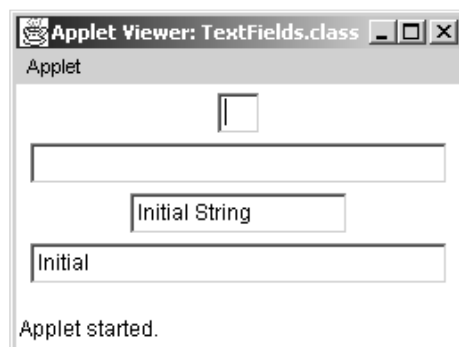 Applet Viewer: TextFields.class
Applet
Initial String
Initial
Applet started.